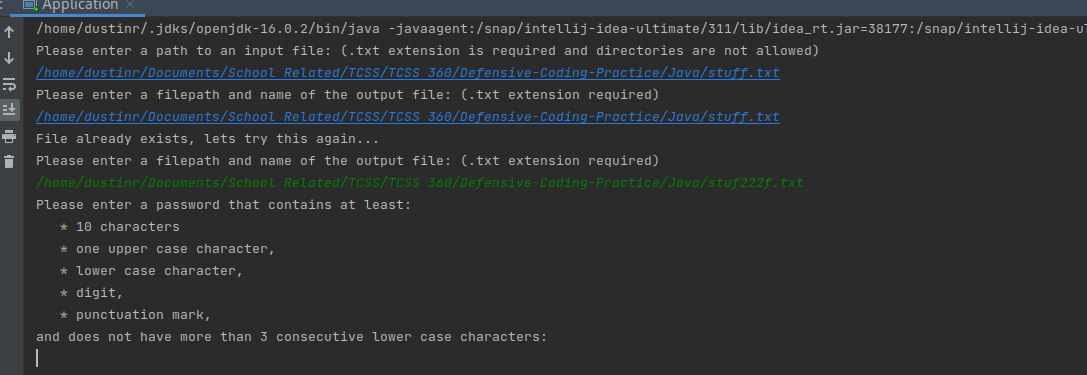 Application
/home/dustinr/.jdks/openjdk-16.0.2/bin/java -javaagent:/snap/intellij-idea-ultimate/311/lib/idea_rt.jar=38177:/snap/intellij-idea-u
Please enter a path to an input file: (.txt extension is required and directories are not allowed)
/home/dustinr/Documents/School Related/TCSS/TCSS 360/Defensive-Coding-Practice/Java/stuff.txt
Please enter a filepath and name of the output file: (.txt extension required)
/home/dustinr/Documents/School Related/TCSS/TCSS 360/Defensive-Coding-Practice/Java/stuff.txt
File already exists, lets try this again...
Please enter a filepath and name of the output file: (.txt extension required)
/home/dustinr/Documents/School Related/TCSS/TCSS 360/Defensive-Coding-Practice/Java/stuf222f.txt
Please enter a password that contains at least:
* 10 characters
* one upper case character,
* lower case character,
* digit,
* punctuation mark,
and does not have more than 3 consecutive lower case characters: